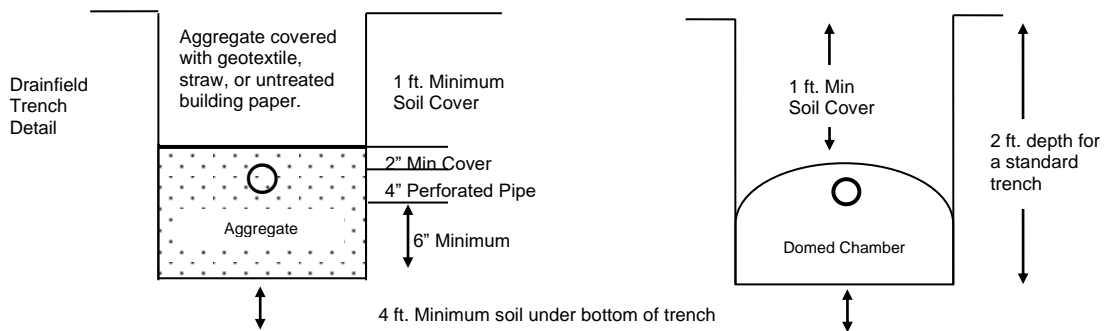 Drainfield
Trench
Detail
Aggregate covered
with geotextile,
straw, or untreated
building paper.
1 ft. Minimum
Soil Cover
2” Min Cover
4” Perforated Pipe
Aggregate
6” Minimum
4 ft. Minimum soil under bottom of trench
1 ft. Min
Soil Cover
2 ft. depth for
a standard
trench
Domed Chamber